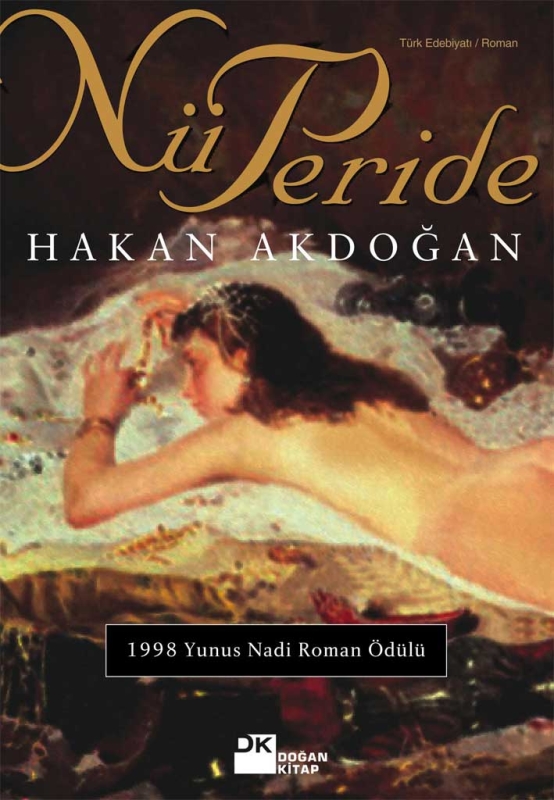 Türk Edebiyatı / Roman
Nü Peride
HAKAN AKDOĞAN
1998 Yunus Nadi Roman Ödülü
DK
DOĞAN
KİTAP